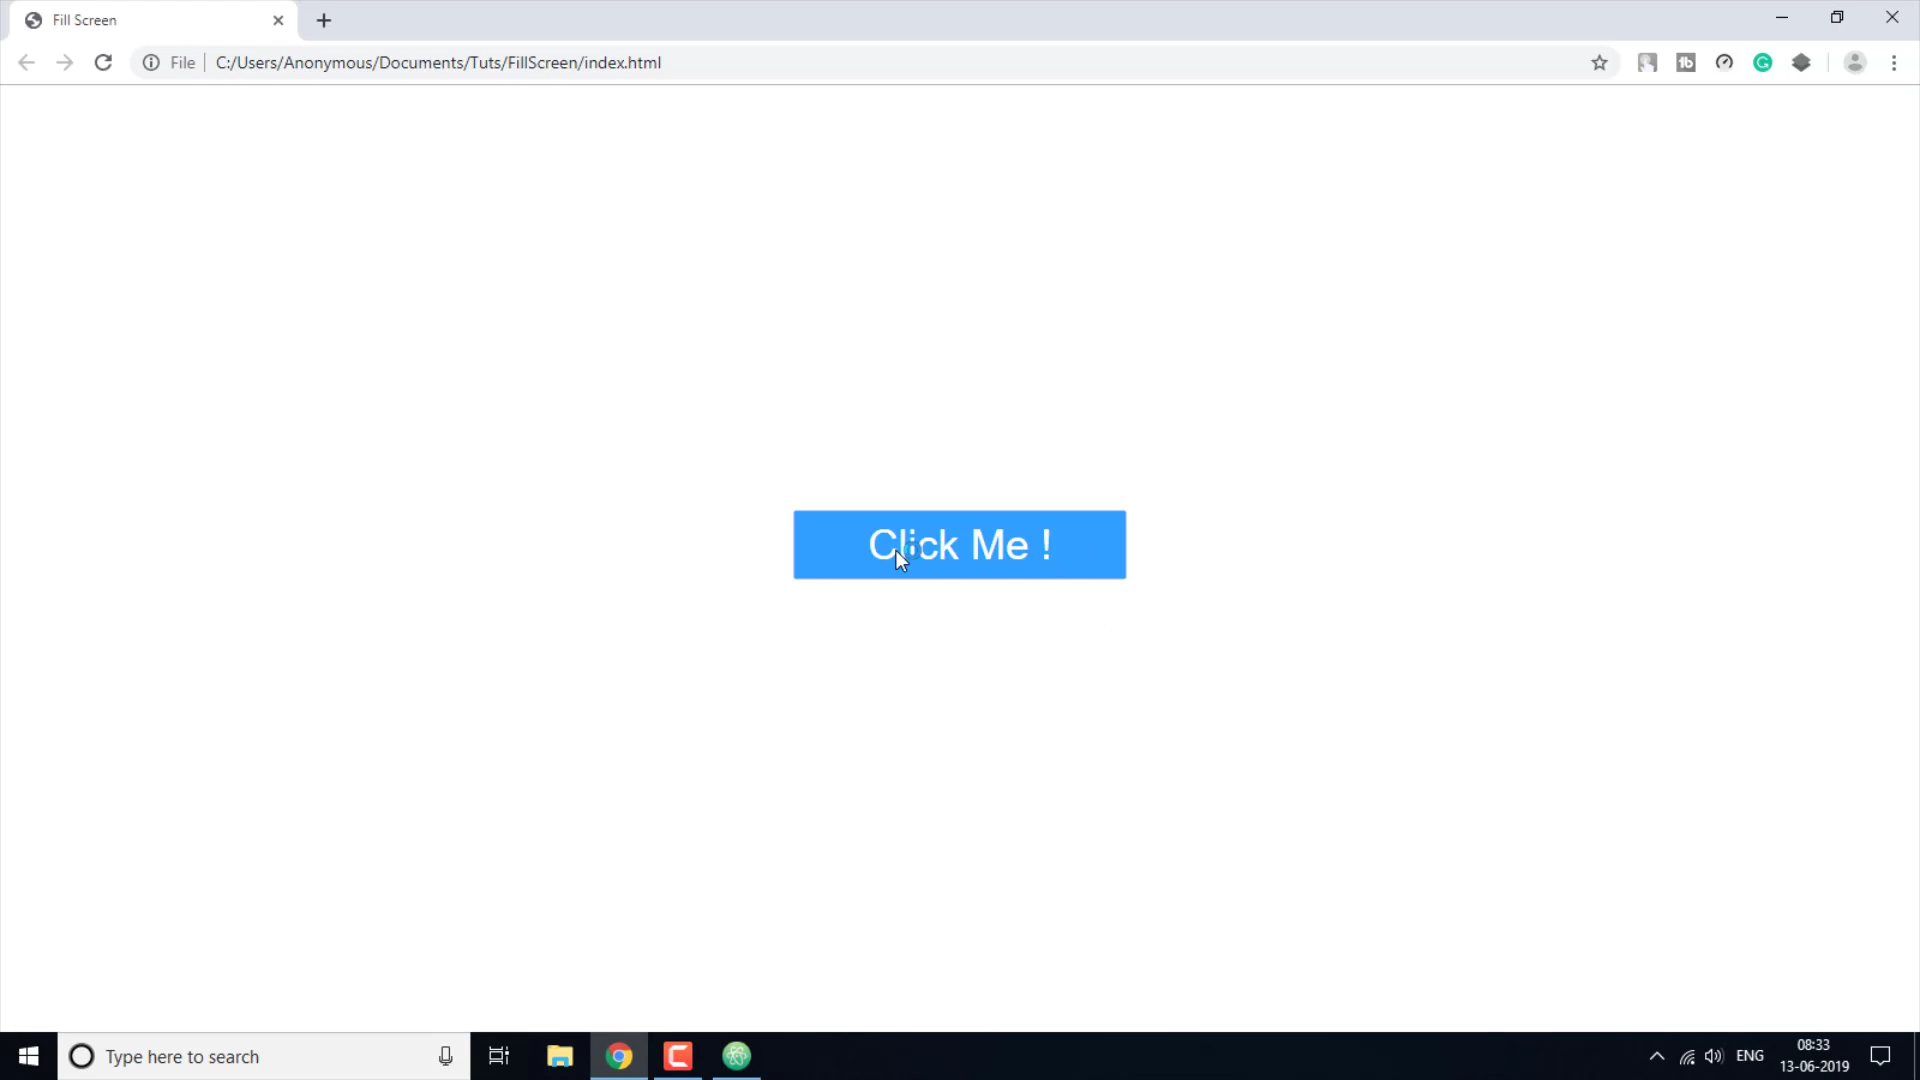 Fill Screen
File
C:/Users/Anonymous/Documents/Tuts/FillScreen/index.html
tb
G
Click Me !
Type here to search
ENG
08:33
13-06-2019